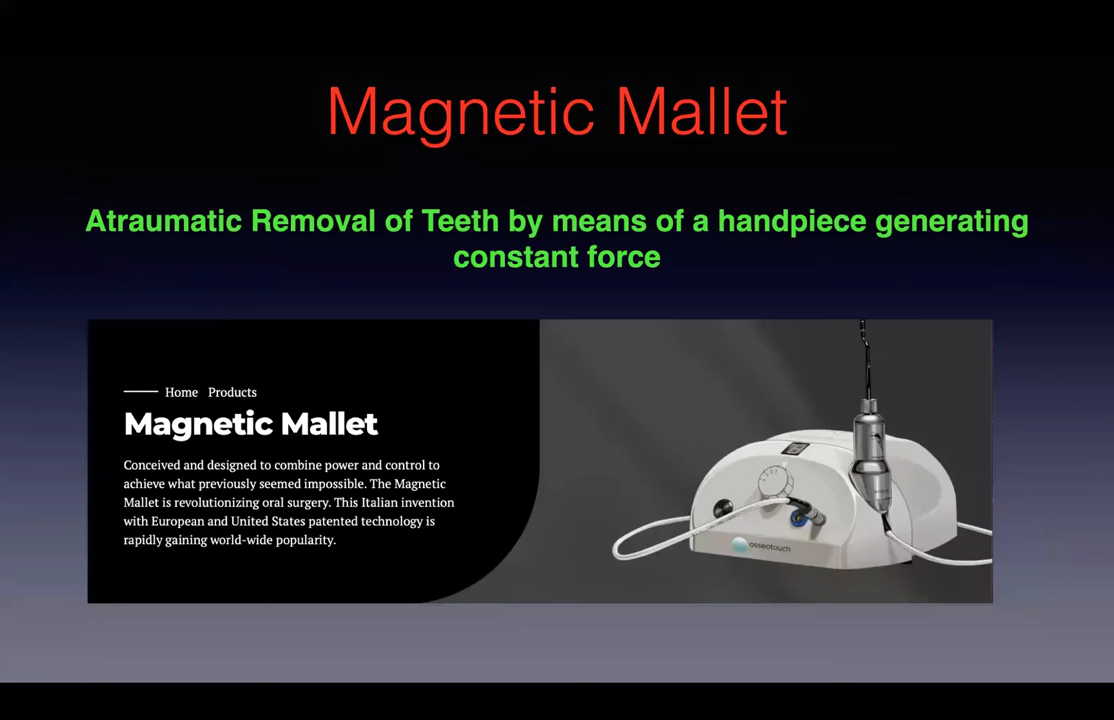 Magnetic Mallet
Atraumatic Removal of Teeth by means of a handpiece generating
constant force
Home Products
Magnetic Mallet
Conceived and designed to combine power and control to
achieve what previously seemed impossible. The Magnetic
Mallet is revolutionizing oral surgery. This Italian invention
with European and United States patented technology is
rapidly gaining world-wide popularity.
osseotouch